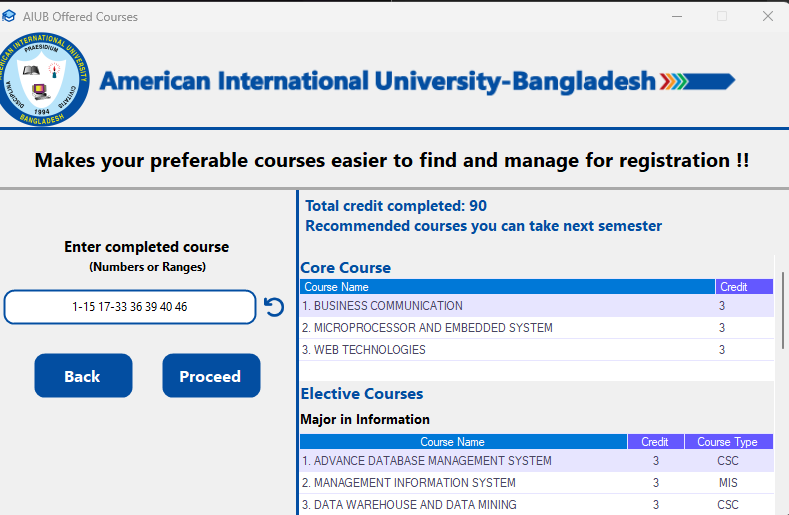 AIUB Offered Courses
AMERICAN INTERNATIONAL UNIVERSITY
PRAESIDIUM
DISCIPLINA
CIVITATIS
1994
BANGLADESH
American International University-Bangladesh
Makes your preferable courses easier to find and manage for registration !!
Enter completed course
(Numbers or Ranges)
1-15 17-33 36 39 40 46
Back
Proceed
Total credit completed: 90
Recommended courses you can take next semester
Core Course
Course Name Credit
1. BUSINESS COMMUNICATION 3
2. MICROPROCESSOR AND EMBEDDED SYSTEM 3
3. WEB TECHNOLOGIES 3
Elective Courses
Major in Information
Course Name Credit Course Type
1. ADVANCE DATABASE MANAGEMENT SYSTEM 3 CSC
2. MANAGEMENT INFORMATION SYSTEM 3 MIS
3. DATA WAREHOUSE AND DATA MINING 3 CSC